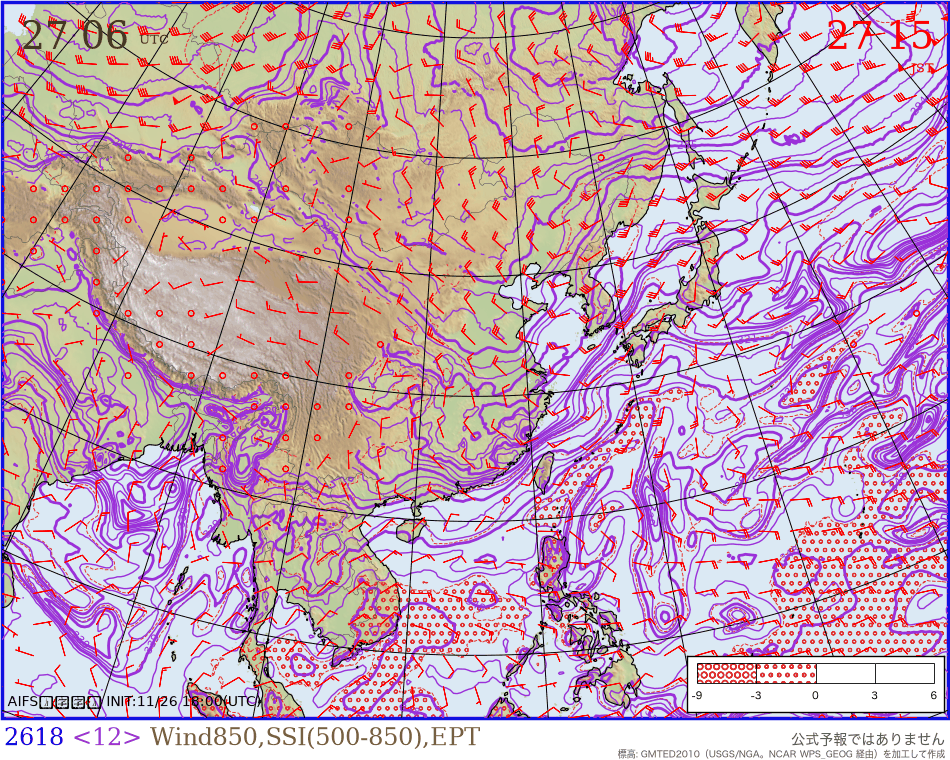 27 06 UTC
27 15
JST
AIFS INIT:11/26 18:00(UTC)
-9 -3 0 3 6
2618 <12> Wind850,SSI(500-850),EPT
公式予報ではありません
標高: GMTED2010（USGS/NGA。NCAR WPS_GEOG 経由）を加工して作成